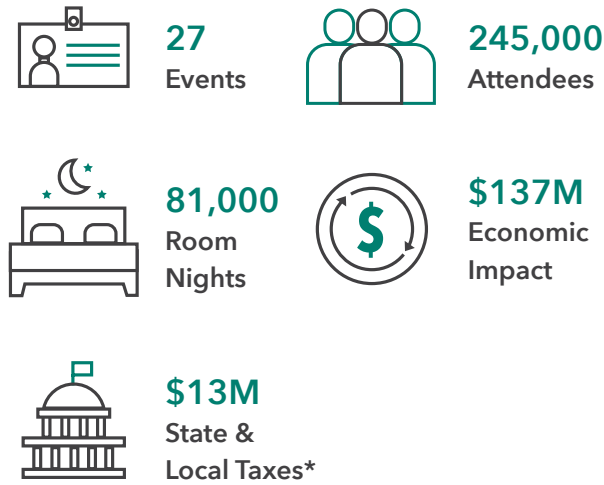 27
Events
245,000
Attendees
81,000
Room
Nights
$137M
Economic
Impact
$
$13M
State &
Local Taxes*